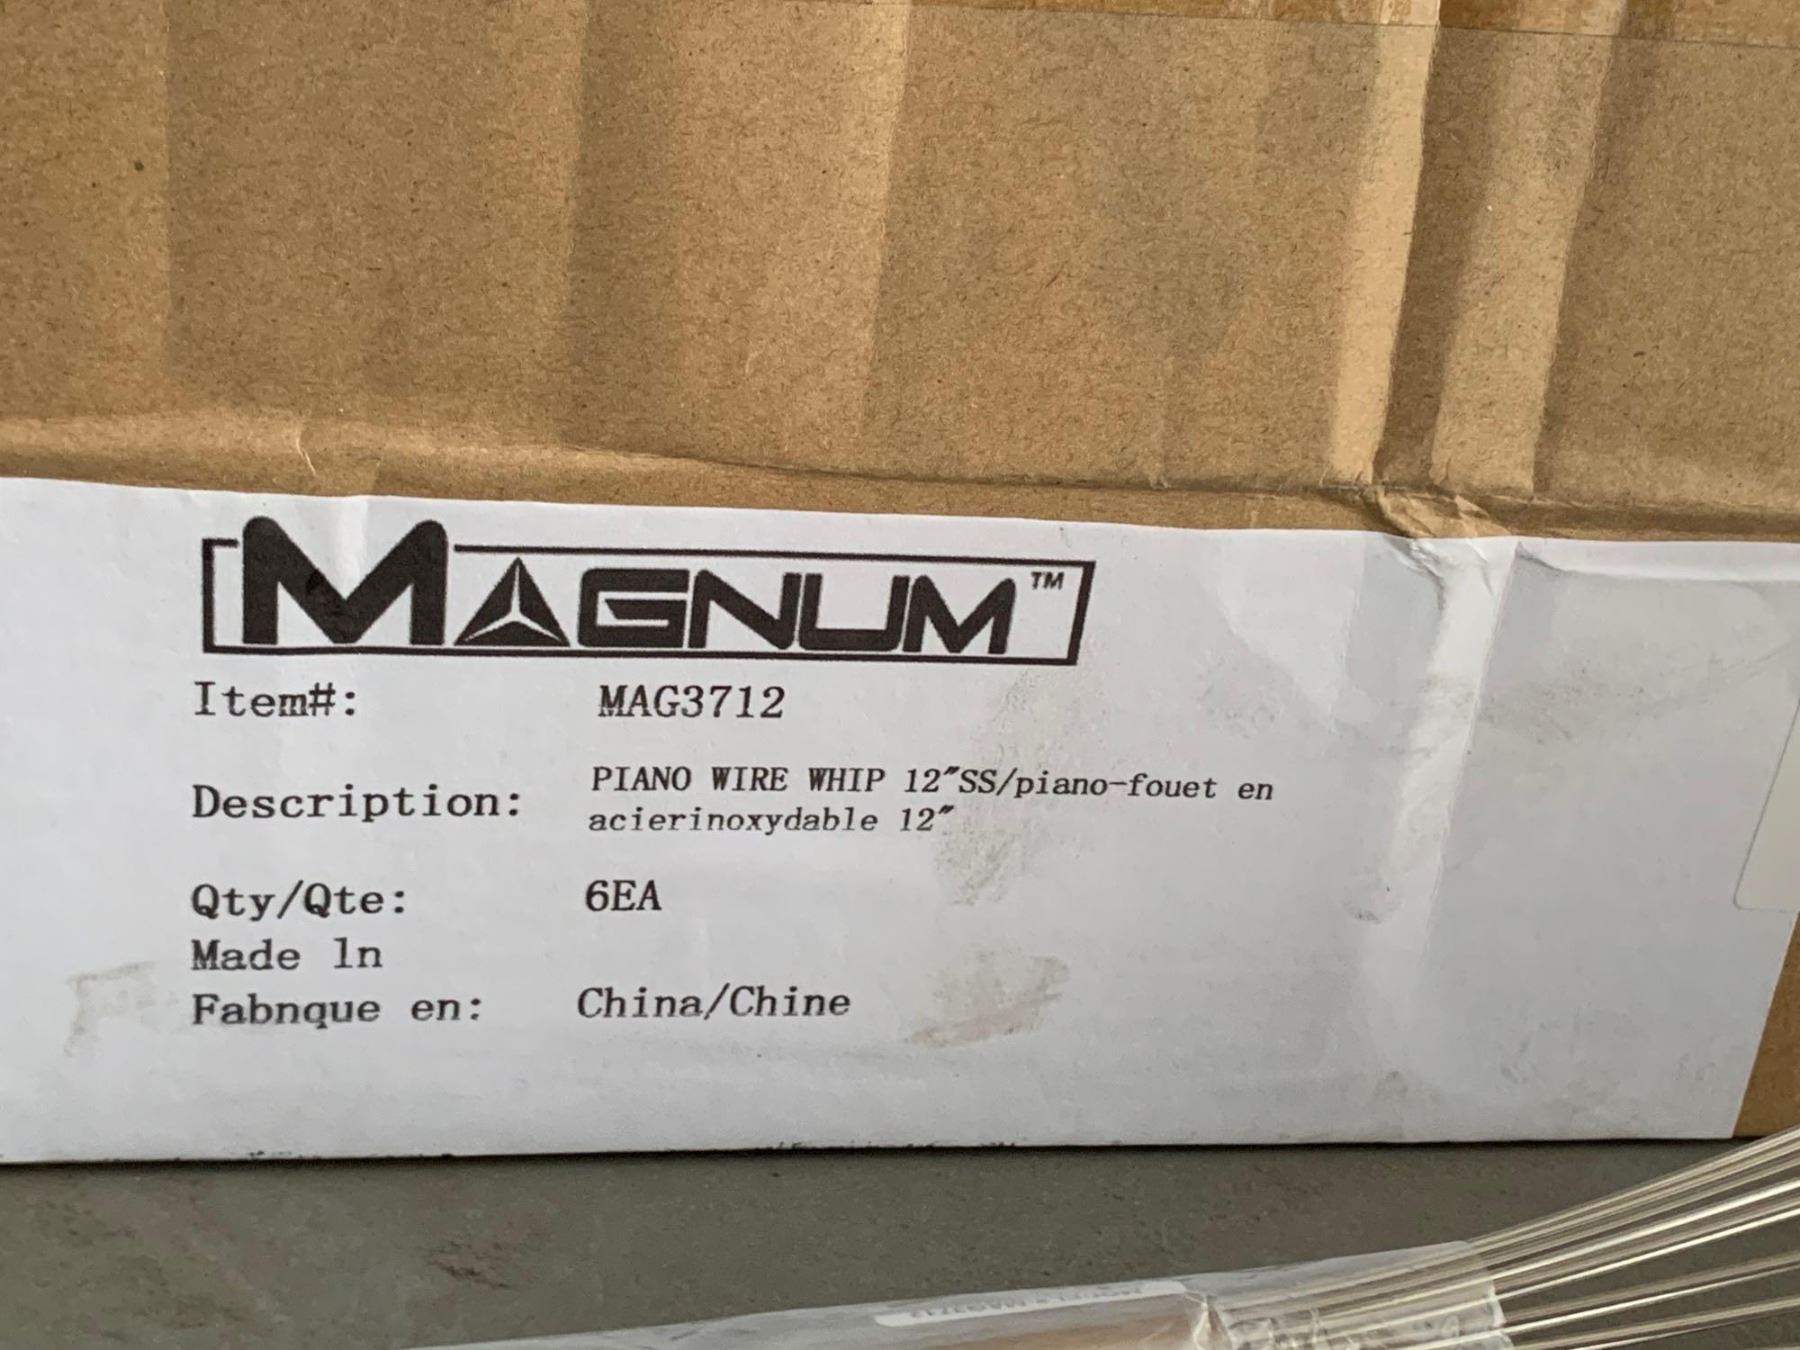 MAGNUM™
Item#: MAG3712
Description: PIANO WIRE WHIP 12″SS/piano-fouet en
acierinoxydable 12″
Qty/Qte: 6EA
Made ln
Fabnque en: China/Chine